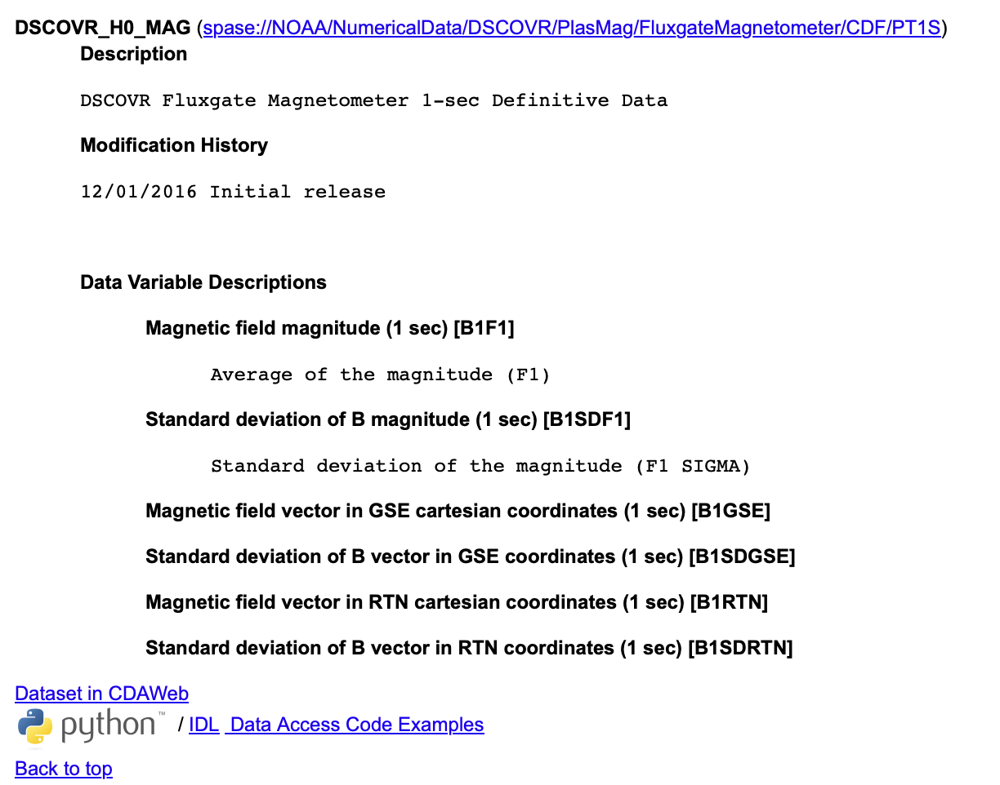 DSCOVR_H0_MAG (spase://NOAA/NumericalData/DSCOVR/PlasMag/FluxgateMagnetometer/CDF/PT1S)
Description
DSCOVR Fluxgate Magnetometer 1-sec Definitive Data
Modification History
12/01/2016 Initial release
Data Variable Descriptions
Magnetic field magnitude (1 sec) [B1F1]
Average of the magnitude (F1)
Standard deviation of B magnitude (1 sec) [B1SDF1]
Standard deviation of the magnitude (F1 SIGMA)
Magnetic field vector in GSE cartesian coordinates (1 sec) [B1GSE]
Standard deviation of B vector in GSE coordinates (1 sec) [B1SDGSE]
Magnetic field vector in RTN cartesian coordinates (1 sec) [B1RTN]
Standard deviation of B vector in RTN coordinates (1 sec) [B1SDRTN]
Dataset in CDAWeb
python™ / IDL Data Access Code Examples
Back to top